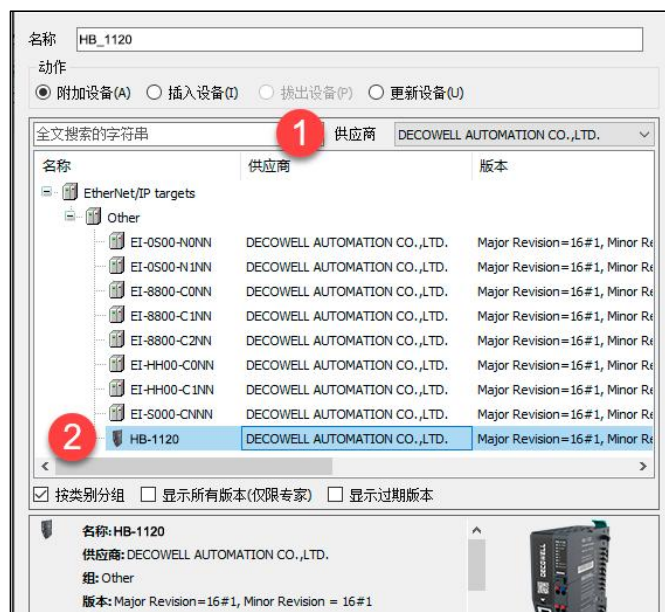 名称 HB_1120
动作
附加设备(A) 插入设备(I) 拔出设备(P) 更新设备(U)
全文搜索的字符串 1 供应商 DECOWELL AUTOMATION CO.,LTD.
名称 供应商 版本
EtherNet/IP targets
Other
EI-0S00-N0NN DECOWELL AUTOMATION CO.,LTD. Major Revision=16#1, Minor Re
EI-0S00-N1NN DECOWELL AUTOMATION CO.,LTD. Major Revision=16#1, Minor Re
EI-8800-C0NN DECOWELL AUTOMATION CO.,LTD. Major Revision=16#1, Minor Re
EI-8800-C1NN DECOWELL AUTOMATION CO.,LTD. Major Revision=16#1, Minor Re
EI-8800-C2NN DECOWELL AUTOMATION CO.,LTD. Major Revision=16#1, Minor Re
EI-HH00-C0NN DECOWELL AUTOMATION CO.,LTD. Major Revision=16#1, Minor Re
EI-HH00-C1NN DECOWELL AUTOMATION CO.,LTD. Major Revision=16#1, Minor Re
EI-S000-CNNN DECOWELL AUTOMATION CO.,LTD. Major Revision=16#1, Minor Re
2 HB-1120 DECOWELL AUTOMATION CO.,LTD. Major Revision=16#1, Minor Re
按类别分组 显示所有版本(仅限专家) 显示过期版本
名称:HB-1120
供应商:DECOWELL AUTOMATION CO.,LTD.
组:Other
版本:Major Revision=16#1, Minor Revision = 16#1
DECOWELL